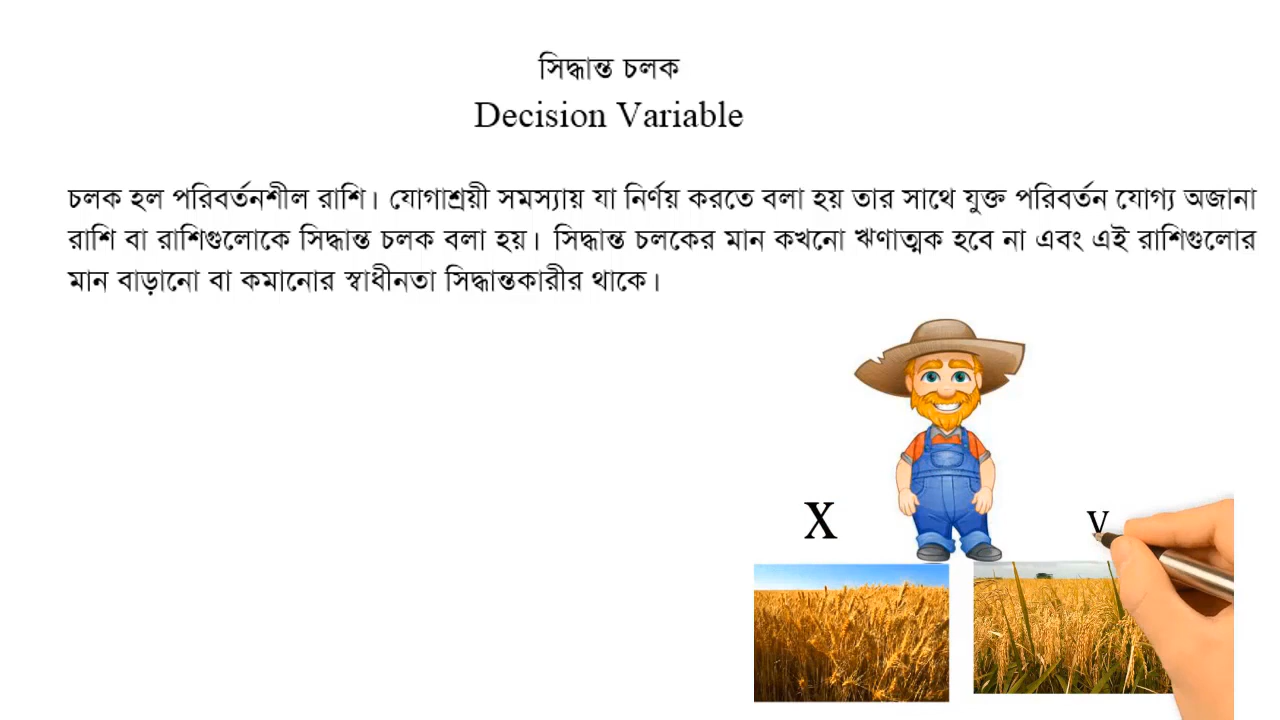 সিদ্ধান্ত চলক
Decision Variable
চলক হল পরিবর্তনশীল রাশি। যোগাশ্রয়ী সমস্যায় যা নির্ণয় করতে বলা হয় তার সাথে যুক্ত পরিবর্তন যোগ্য অজানা
রাশি বা রাশিগুলোকে সিদ্ধান্ত চলক বলা হয়। সিদ্ধান্ত চলকের মান কখনো ঋণাত্মক হবে না এবং এই রাশিগুলোর
মান বাড়ানো বা কমানোর স্বাধীনতা সিদ্ধান্তকারীর থাকে।
X